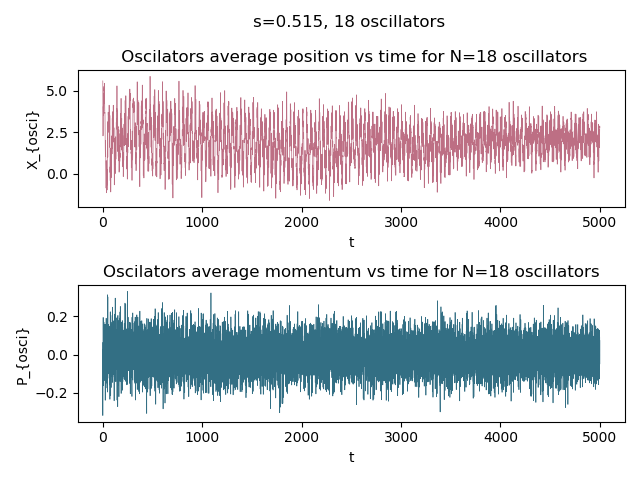 s=0.515, 18 oscillators
Oscilators average position vs time for N=18 oscillators
5.0
2.5
0.0
X_{osci}
0
1000
2000
3000
4000
5000
t
Oscilators average momentum vs time for N=18 oscillators
0.2
0.0
−0.2
P_{osci}
0
1000
2000
3000
4000
5000
t